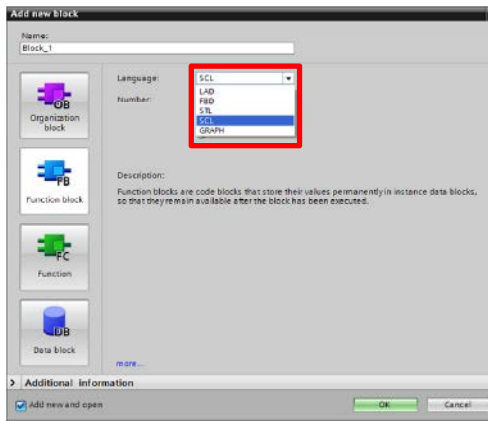 Add new block
Name:
Block_1
Language:
SCL
LAD
FBD
STL
SCL
GRAPH
Number:
OB
Organization
block
FB
Function block
FC
Function
DB
Data block
Description:
Function blocks are code blocks that store their values permanently in instance data blocks,
so that they remain available after the block has been executed.
more...
> Additional information
Add new and open
OK
Cancel